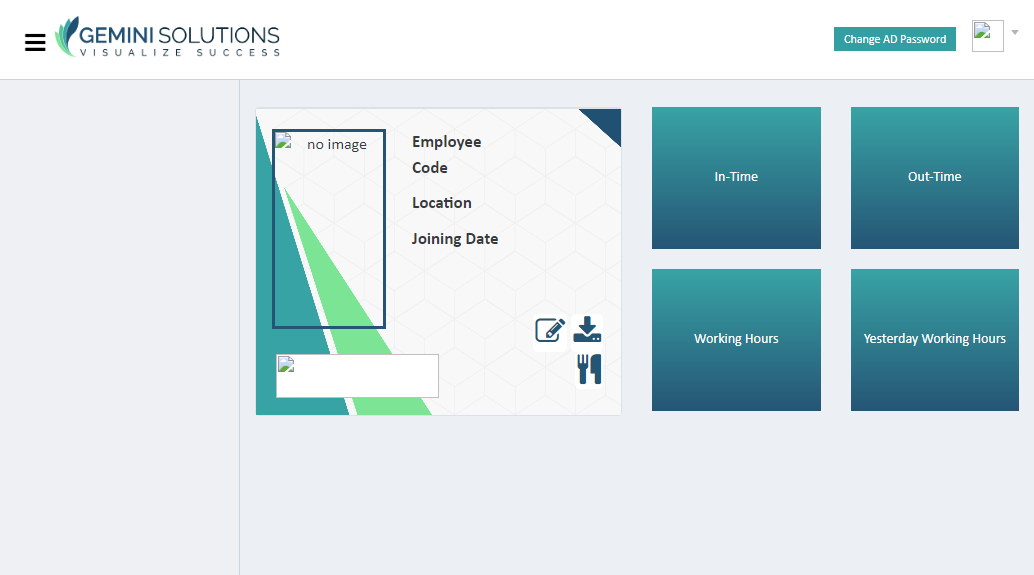 GEMINI SOLUTIONS
VISUALIZE SUCCESS
Change AD Password
no image
Employee
Code
Location
Joining Date
In-Time
Out-Time
Working Hours
Yesterday Working Hours